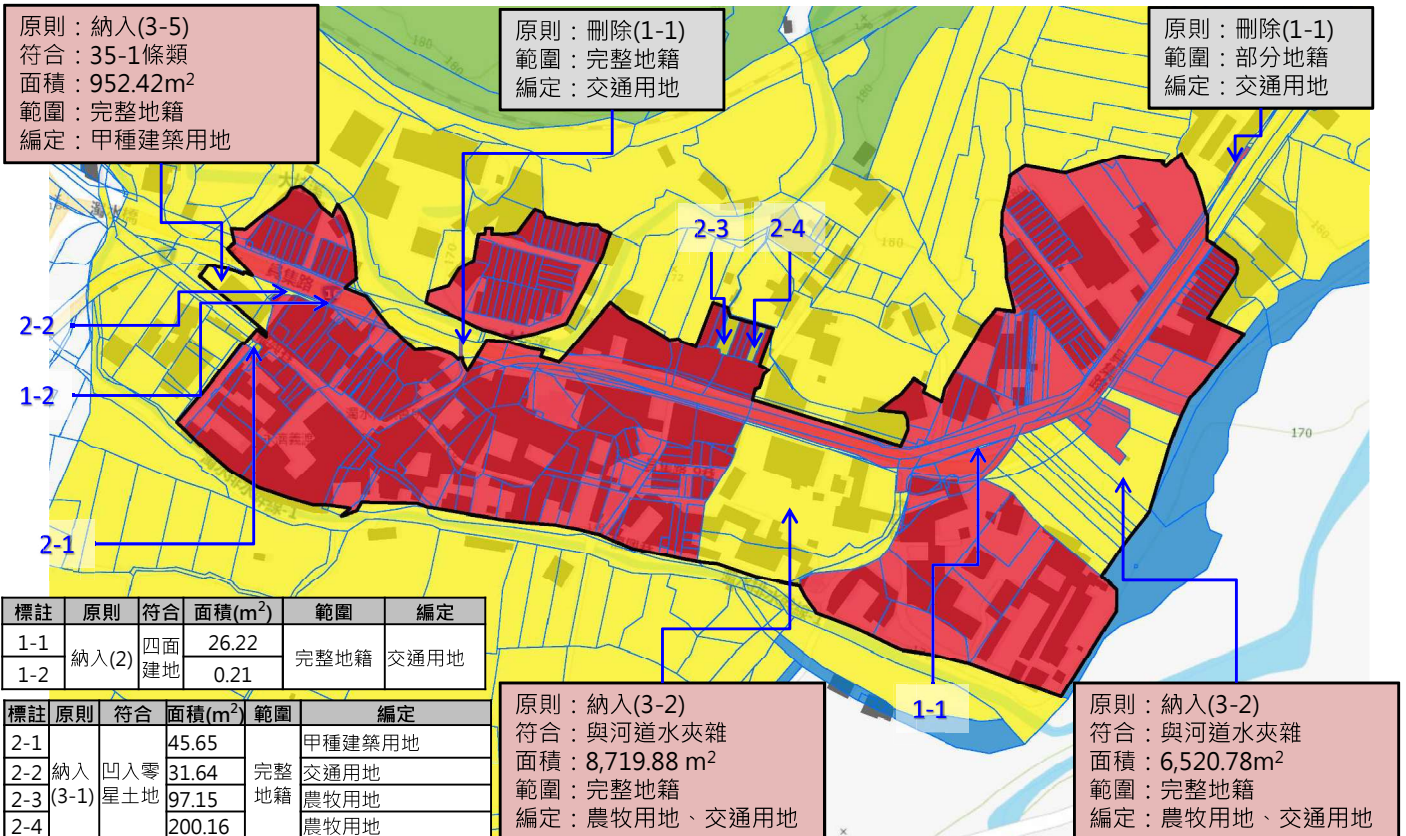 原則：納入(3-5)
符合：35-1條類
面積：952.42m²
範圍：完整地籍
編定：甲種建築用地
原則：刪除(1-1)
範圍：完整地籍
編定：交通用地
原則：刪除(1-1)
範圍：部分地籍
編定：交通用地
180
180
180
2-3
2-4
180
180
170
濁水橋
員集路
2-2
1-2
2-1
170
標註 原則 符合 面積(m²) 範圍 編定
1-1 納入(2) 四面建地 26.22 完整地籍 交通用地
1-2 0.21
標註 原則 符合 面積(m²) 範圍 編定
2-1 納入(3-1) 凹入零星土地 45.65 完整地籍 甲種建築用地
2-2 31.64 交通用地
2-3 97.15 農牧用地
2-4 200.16 農牧用地
原則：納入(3-2)
符合：與河道水夾雜
面積：8,719.88 m²
範圍：完整地籍
編定：農牧用地、交通用地
1-1
原則：納入(3-2)
符合：與河道水夾雜
面積：6,520.78m²
範圍：完整地籍
編定：農牧用地、交通用地